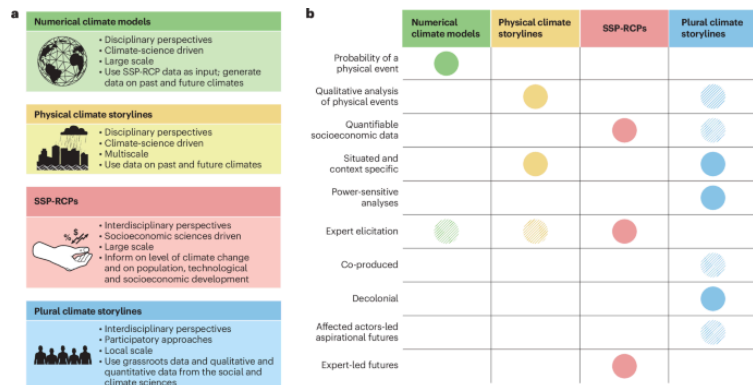 a
Numerical climate models
• Disciplinary perspectives
• Climate-science driven
• Large scale
• Use SSP-RCP data as input; generate
data on past and future climates
Physical climate storylines
• Disciplinary perspectives
• Climate-science driven
• Multiscale
• Use data on past and future climates
SSP-RCPs
% $
• Interdisciplinary perspectives
• Socioeconomic sciences driven
• Large scale
• Inform on level of climate change
and on population, technological
and socioeconomic development
Plural climate storylines
• Interdisciplinary perspectives
• Participatory approaches
• Local scale
• Use grassroots data and qualitative and
quantitative data from the social and
climate sciences
b
Numerical
climate models
Physical climate
storylines
SSP-RCPs
Plural climate
storylines
Probability of a
physical event
Qualitative analysis
of physical events
Quantifiable
socioeconomic data
Situated and
context specific
Power-sensitive
analyses
Expert elicitation
Co-produced
Decolonial
Affected actors-led
aspirational futures
Expert-led futures